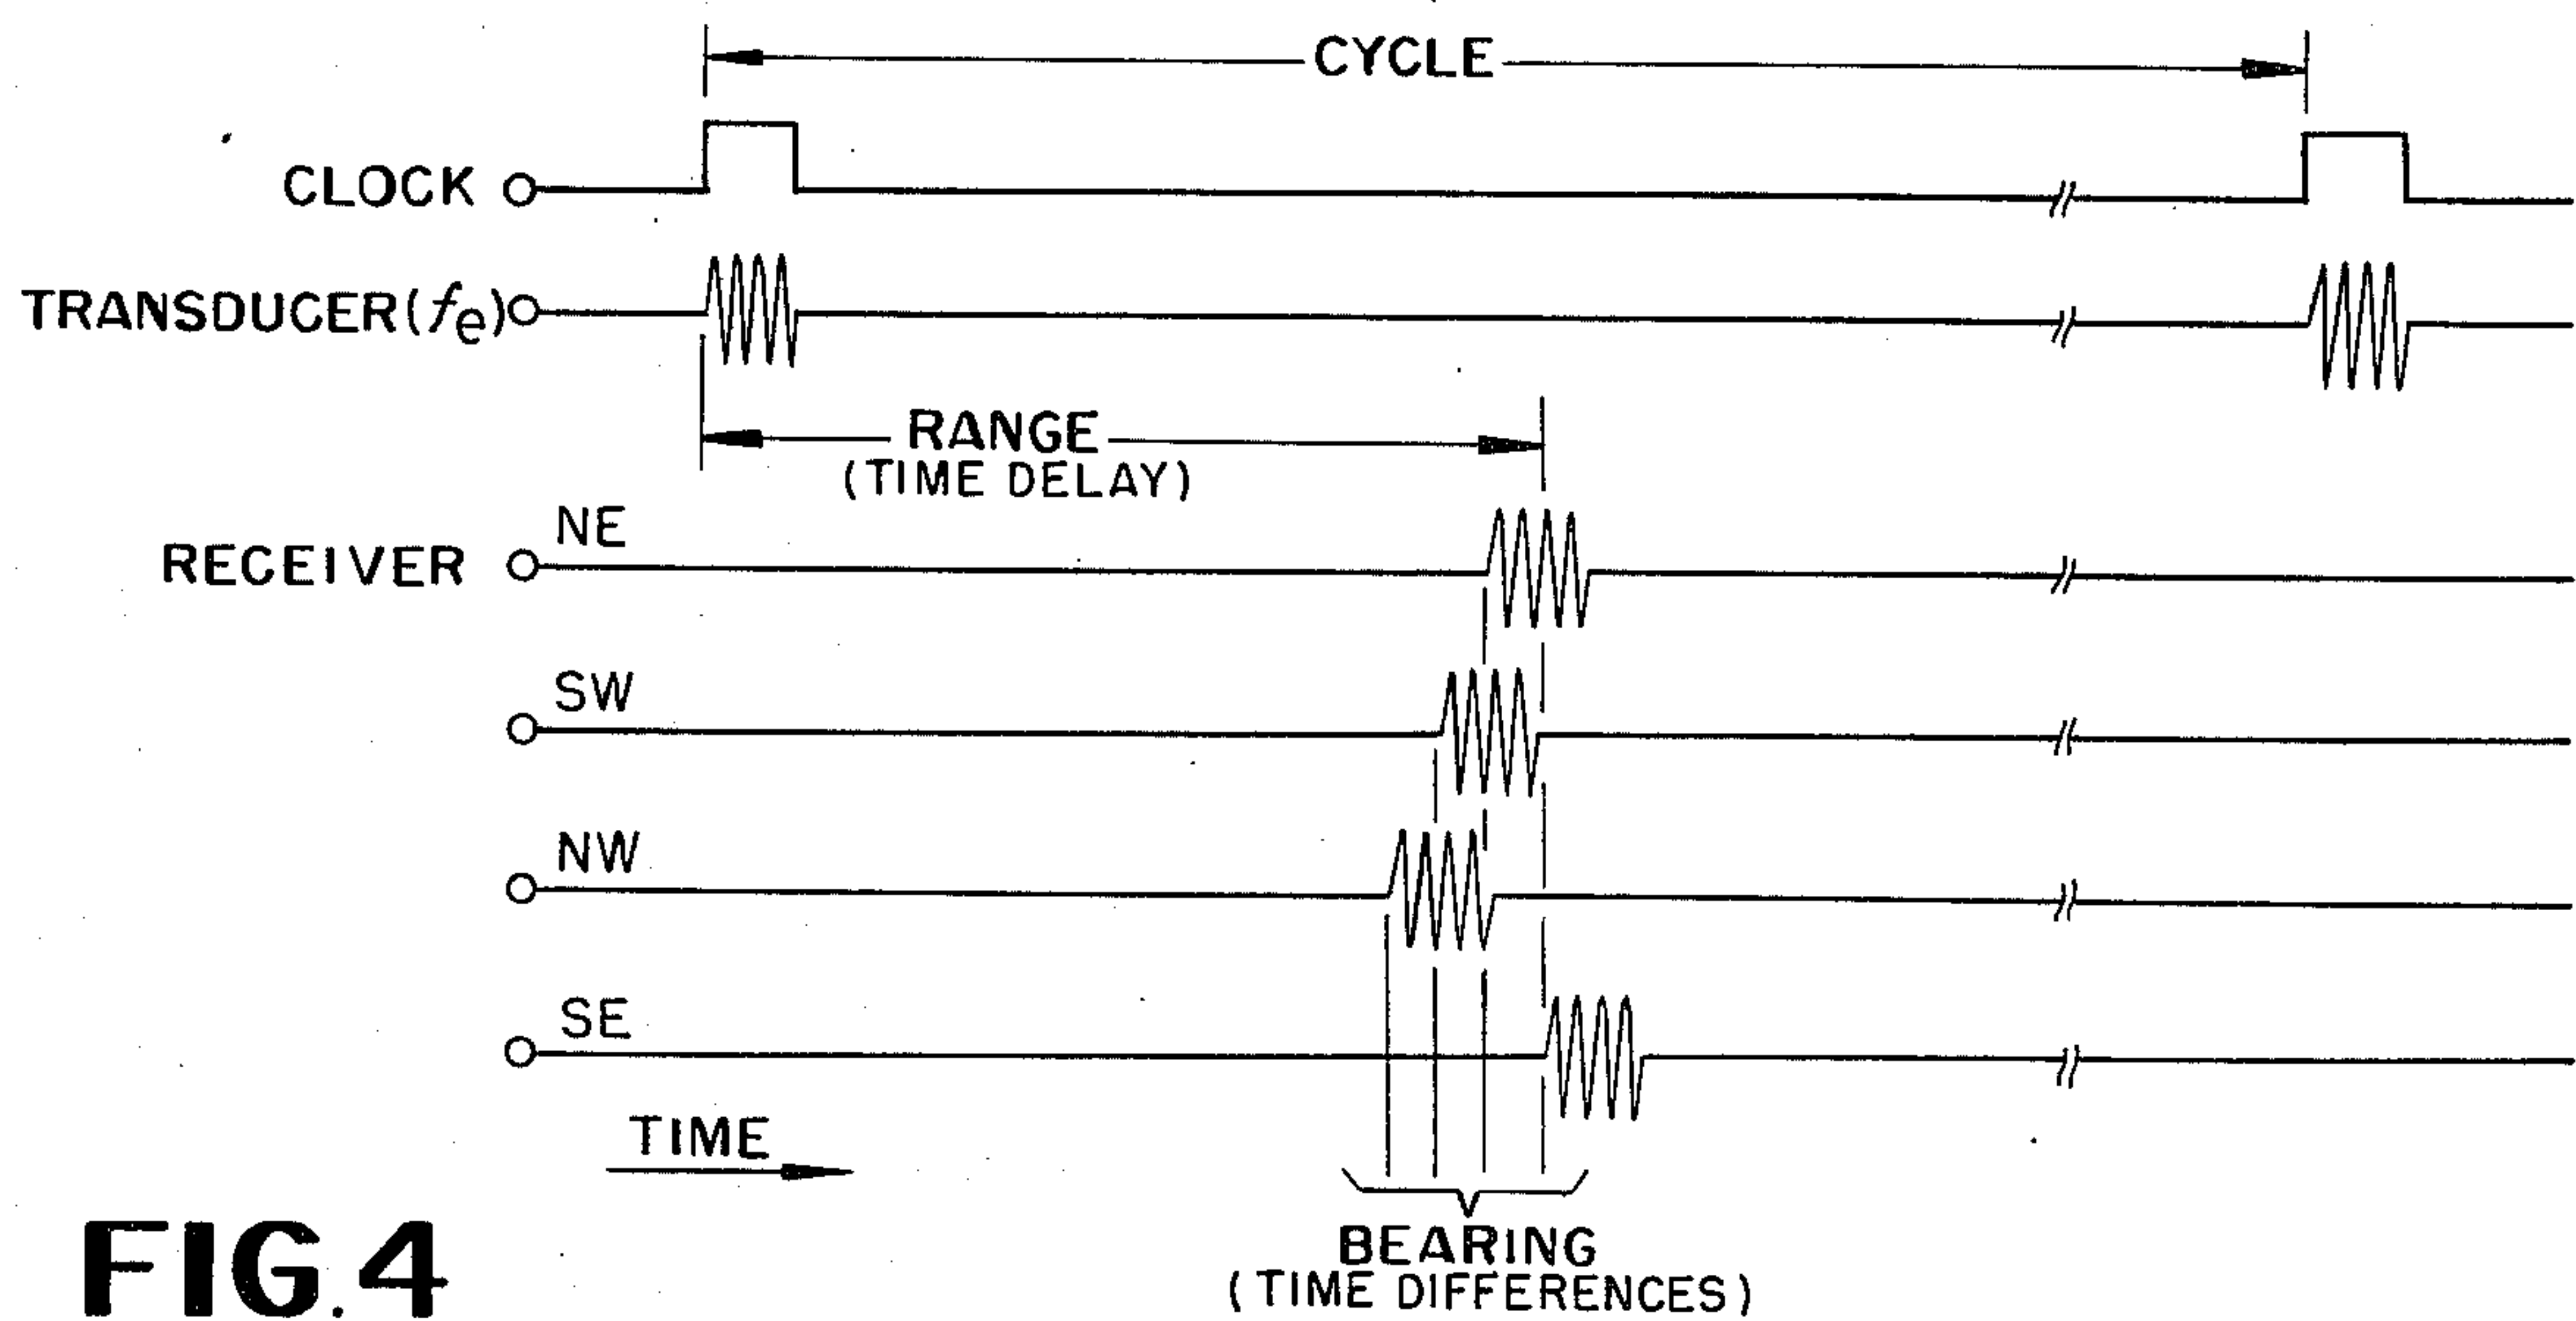 CYCLE
CLOCK
TRANSDUCER (fe)
RANGE
(TIME DELAY)
NE
RECEIVER
SW
NW
SE
TIME
BEARING
(TIME DIFFERENCES)
FIG. 4